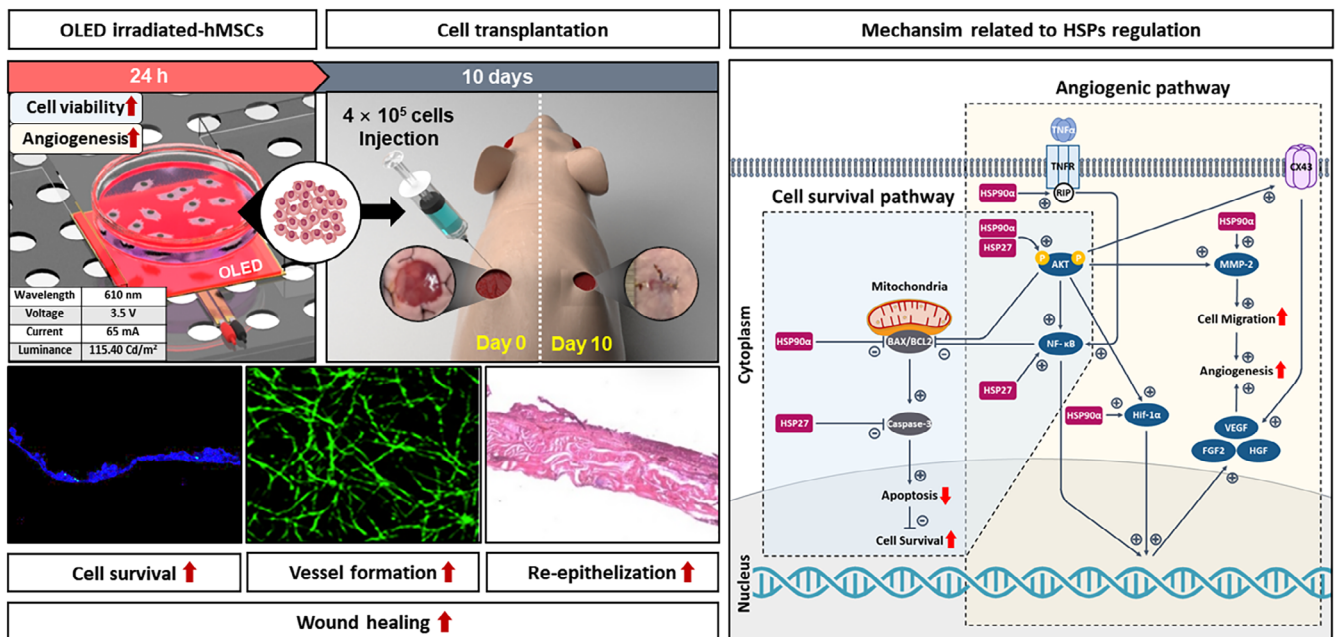 OLED irradiated-hMSCs
Cell transplantation
Mechansim related to HSPs regulation
24 h
10 days
Cell viability
Angiogenesis
4 × 10⁵ cells
Injection
OLED
Wavelength 610 nm
Voltage 3.5 V
Current 65 mA
Luminance 115.40 Cd/m²
Day 0
Day 10
Cell survival
Vessel formation
Re-epithelization
Wound healing
Angiogenic pathway
TNFα
TNFR
RIP
CX43
HSP90α
Cell survival pathway
HSP90α
HSP27
HSP90α
P
AKT
P
MMP-2
Mitochondria
Cell Migration
HSP90α
BAX/BCL2
NF-κB
Angiogenesis
HSP27
HSP90α
Hif-1α
HSP27
Caspase-3
VEGF
FGF2
HGF
Apoptosis
Cell Survival
Cytoplasm
Nucleus